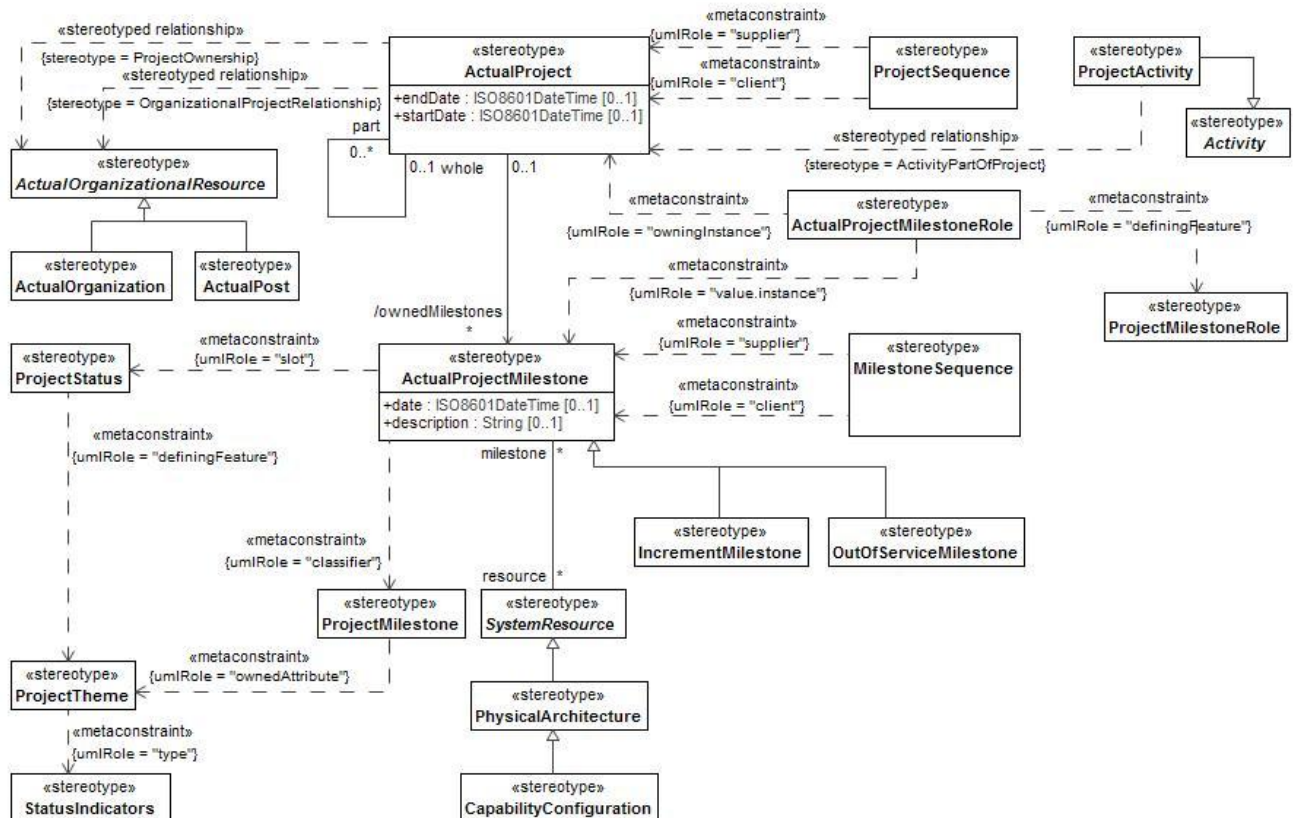 «stereotyped relationship»
{stereotype = ProjectOwnership}
«stereotyped relationship»
{stereotype = OrganizationalProjectRelationship}
«stereotype»
ActualProject
+endDate : ISO8601DateTime [0..1]
+startDate : ISO8601DateTime [0..1]
«metaconstraint»
{umlRole = "supplier"}
«metaconstraint»
{umlRole = "client"}
«stereotype»
ProjectSequence
«stereotype»
ProjectActivity
«stereotype»
Activity
«stereotyped relationship»
{stereotype = ActivityPartOfProject}
part
0..*
0..1 whole
0..1
«stereotype»
ActualOrganizationalResource
«stereotype»
ActualOrganization
«stereotype»
ActualPost
«metaconstraint»
{umlRole = "owningInstance"}
«stereotype»
ActualProjectMilestoneRole
«metaconstraint»
{umlRole = "definingFeature"}
«metaconstraint»
{umlRole = "value.instance"}
«stereotype»
ProjectMilestoneRole
/ownedMilestones
*
«stereotype»
ProjectStatus
«metaconstraint»
{umlRole = "slot"}
«stereotype»
ActualProjectMilestone
+date : ISO8601DateTime [0..1]
+description : String [0..1]
«metaconstraint»
{umlRole = "supplier"}
«metaconstraint»
{umlRole = "client"}
«stereotype»
MilestoneSequence
«metaconstraint»
{umlRole = "definingFeature"}
milestone *
«stereotype»
IncrementMilestone
«stereotype»
OutOfServiceMilestone
«metaconstraint»
{umlRole = "classifier"}
resource *
«stereotype»
ProjectMilestone
«stereotype»
SystemResource
«metaconstraint»
{umlRole = "ownedAttribute"}
«stereotype»
ProjectTheme
«stereotype»
PhysicalArchitecture
«metaconstraint»
{umlRole = "type"}
«stereotype»
StatusIndicators
«stereotype»
CapabilityConfiguration